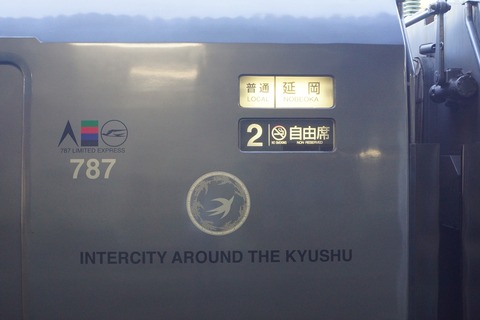 普通 延岡
LOCAL NOBEOKA
2 自由席
NO SMOKING NON RESERVED
787 LIMITED EXPRESS
787
INTERCITY AROUND THE KYUSHU